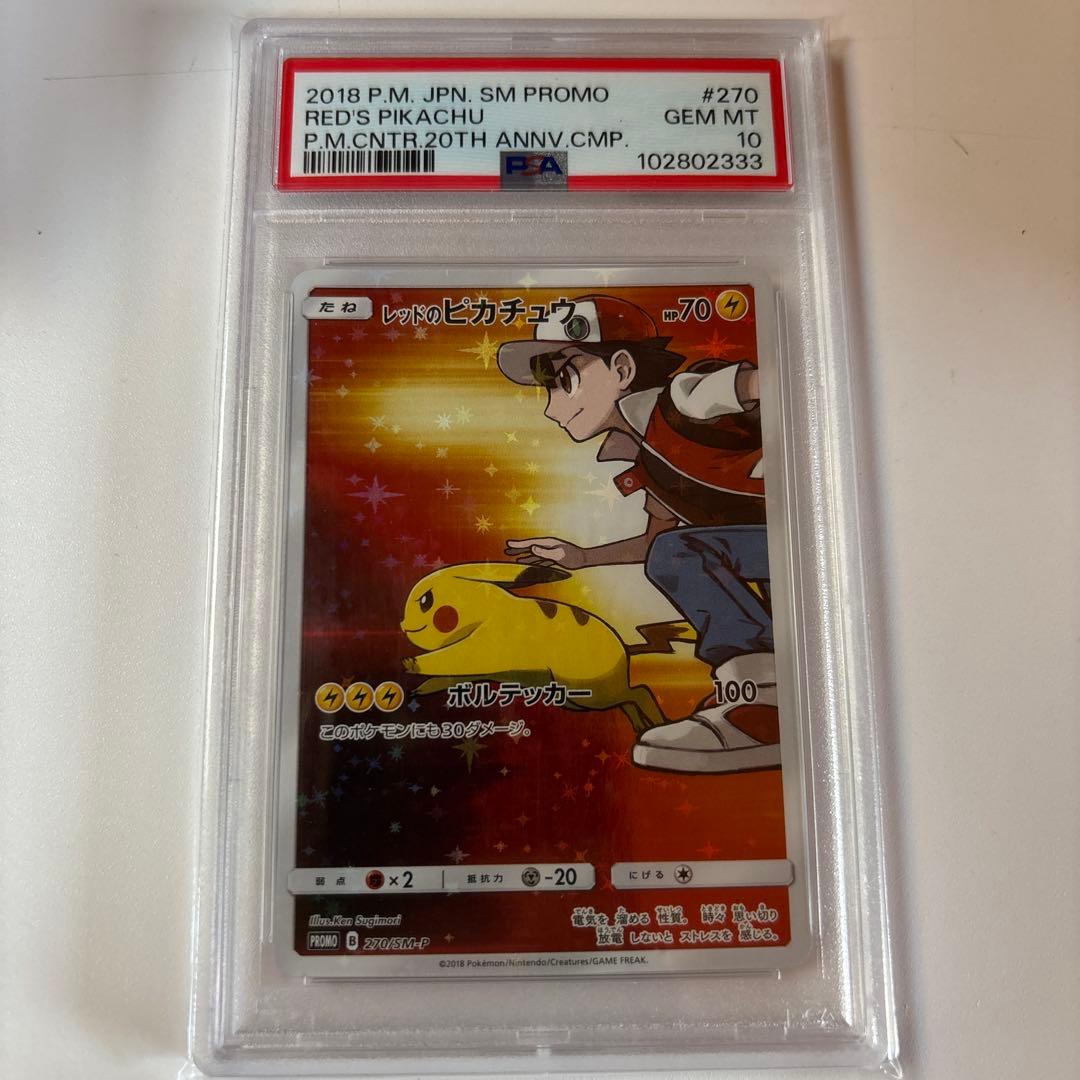 2018 P.M. JPN. SM PROMO #270
RED'S PIKACHU GEM MT
P.M.CNTR.20TH ANNV.CMP. 10
PSA 102802333
たね レッドのピカチュウ HP70
ボルテッカー 100
このポケモンにも30ダメージ。
弱点 ×2 抵抗力 -20 にげる
Illus.Ken Sugimori
電気を 溜める 性質。 時々 思い切り
放電 しないと ストレスを 感じる。
PROMO B 270/SM-P
©2018 Pokémon/Nintendo/Creatures/GAME FREAK.